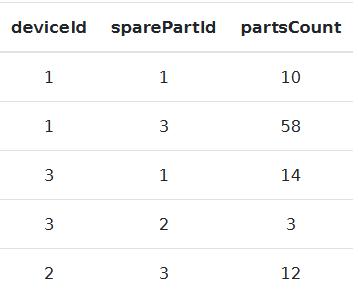 deviceId sparePartId partsCount
1 1 10
1 3 58
3 1 14
3 2 3
2 3 12